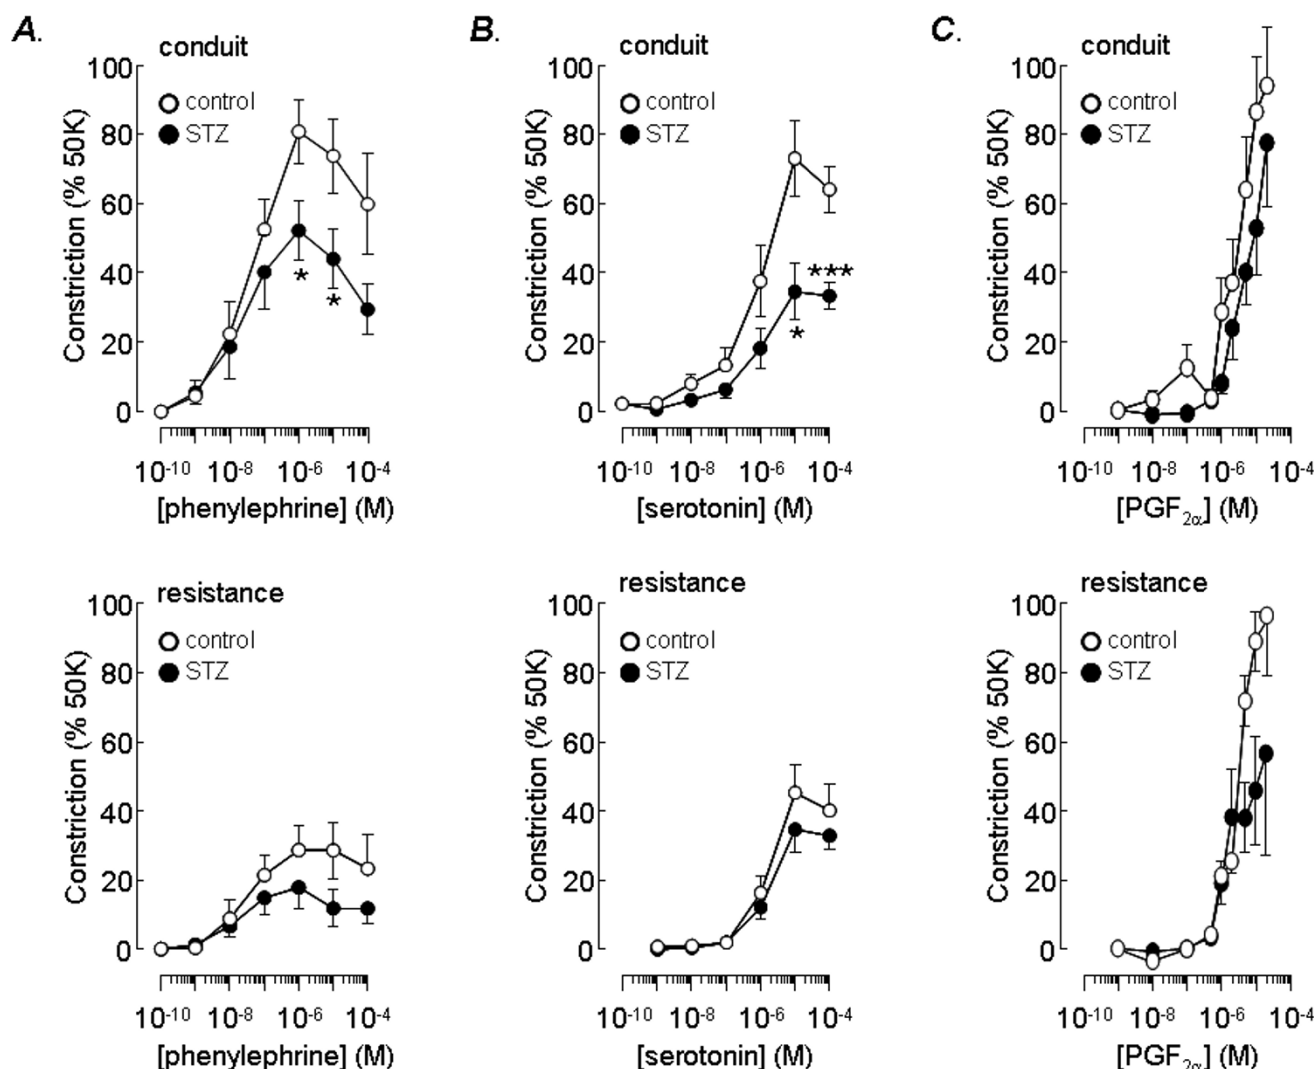 A.
conduit
100
80
60
40
20
0
Constriction (% 50K)
control
STZ
*
*
10-10 10-8 10-6 10-4
[phenylephrine] (M)
B.
conduit
100
80
60
40
20
0
Constriction (% 50K)
control
STZ
***
*
10-10 10-8 10-6 10-4
[serotonin] (M)
C.
conduit
100
80
60
40
20
0
Constriction (% 50K)
control
STZ
10-10 10-8 10-6 10-4
[PGF2α] (M)
resistance
100
80
60
40
20
0
Constriction (% 50K)
control
STZ
10-10 10-8 10-6 10-4
[phenylephrine] (M)
resistance
100
80
60
40
20
0
Constriction (% 50K)
control
STZ
10-10 10-8 10-6 10-4
[serotonin] (M)
resistance
100
80
60
40
20
0
Constriction (% 50K)
control
STZ
10-10 10-8 10-6 10-4
[PGF2α] (M)